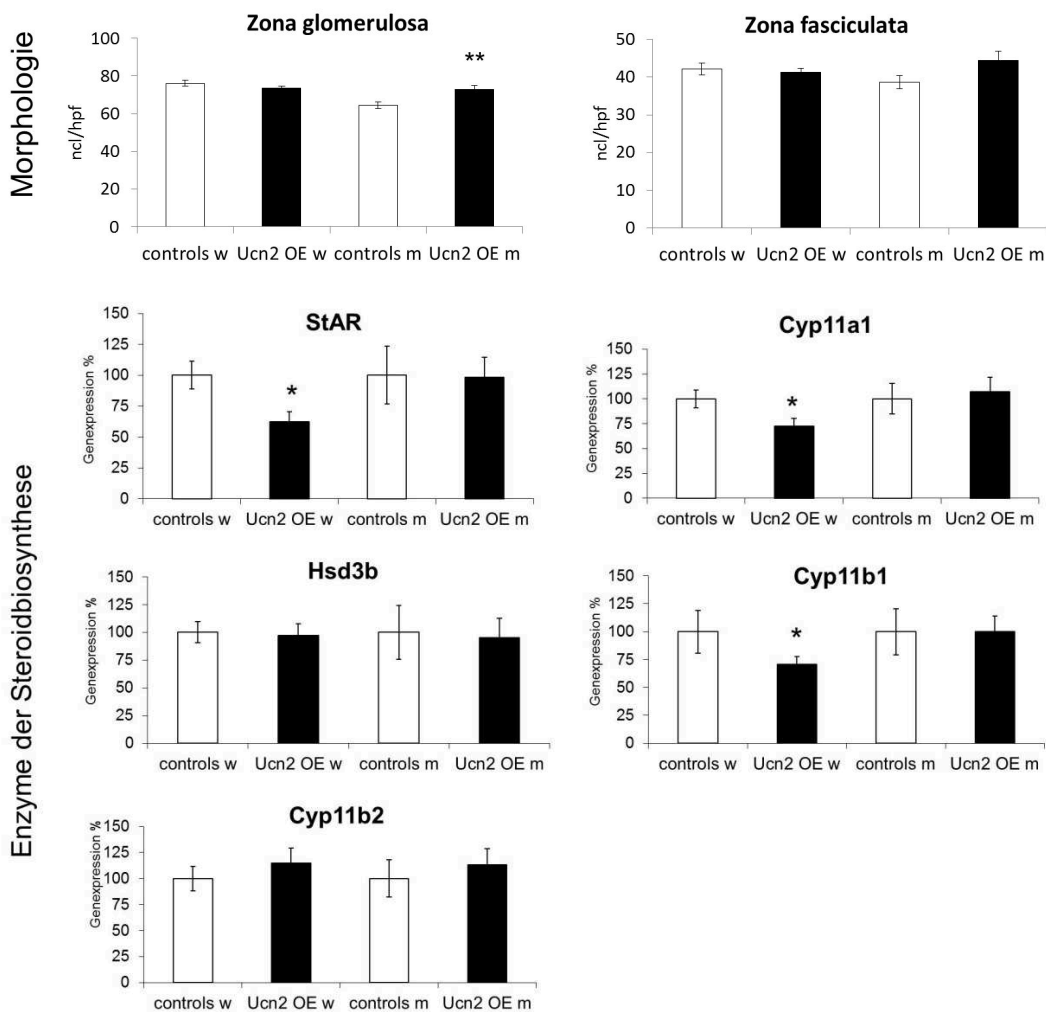 Morphologie
Zona glomerulosa
ncl/hpf
100
80
60
40
20
0
**
controls w Ucn2 OE w controls m Ucn2 OE m
Zona fasciculata
ncl/hpf
50
40
30
20
10
0
controls w Ucn2 OE w controls m Ucn2 OE m
Enzyme der Steroidbiosynthese
StAR
Genexpression %
150
125
100
75
50
25
0
*
controls w Ucn2 OE w controls m Ucn2 OE m
Cyp11a1
Genexpression %
150
125
100
75
50
25
0
*
controls w Ucn2 OE w controls m Ucn2 OE m
Hsd3b
Genexpression %
150
125
100
75
50
25
0
controls w Ucn2 OE w controls m Ucn2 OE m
Cyp11b1
Genexpression %
150
125
100
75
50
25
0
*
controls w Ucn2 OE w controls m Ucn2 OE m
Cyp11b2
Genexpression %
150
125
100
75
50
25
0
controls w Ucn2 OE w controls m Ucn2 OE m